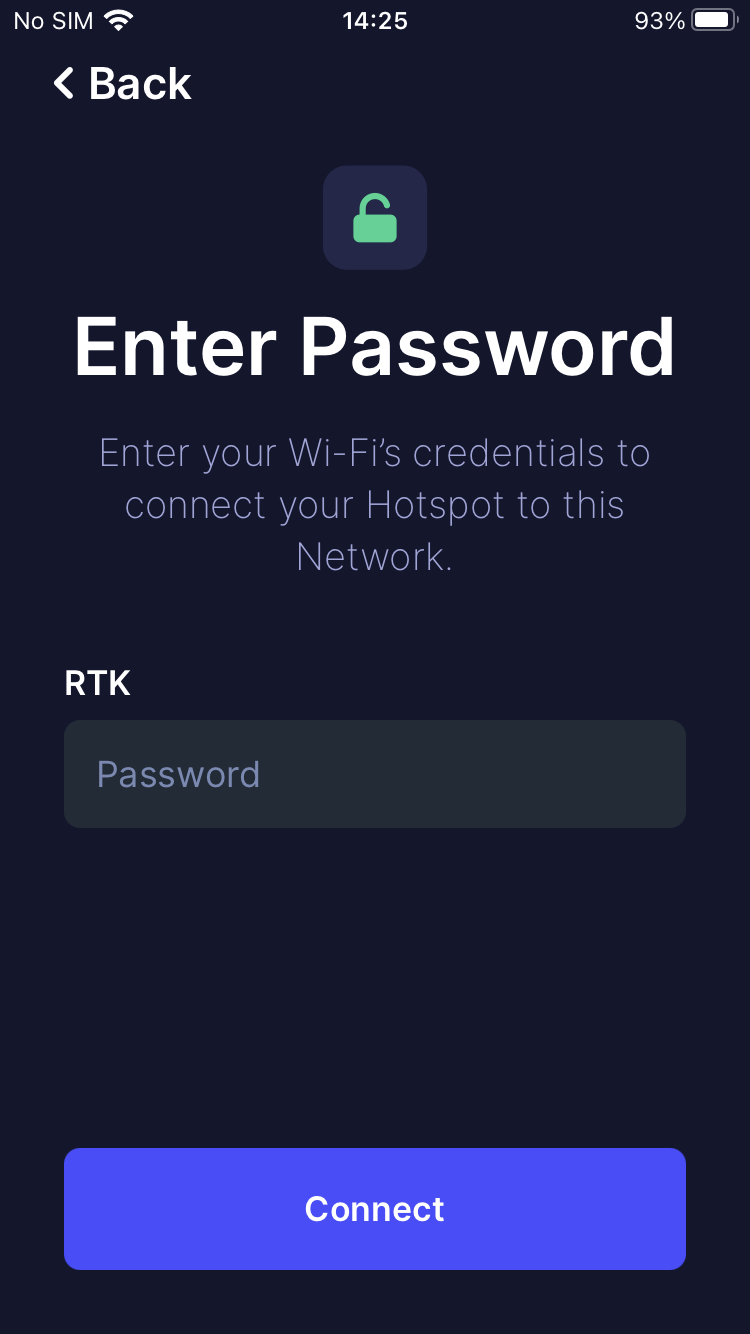 No SIM 14:25 93%
Back
Enter Password
Enter your Wi-Fi’s credentials to
connect your Hotspot to this
Network.
RTK
Password
Connect